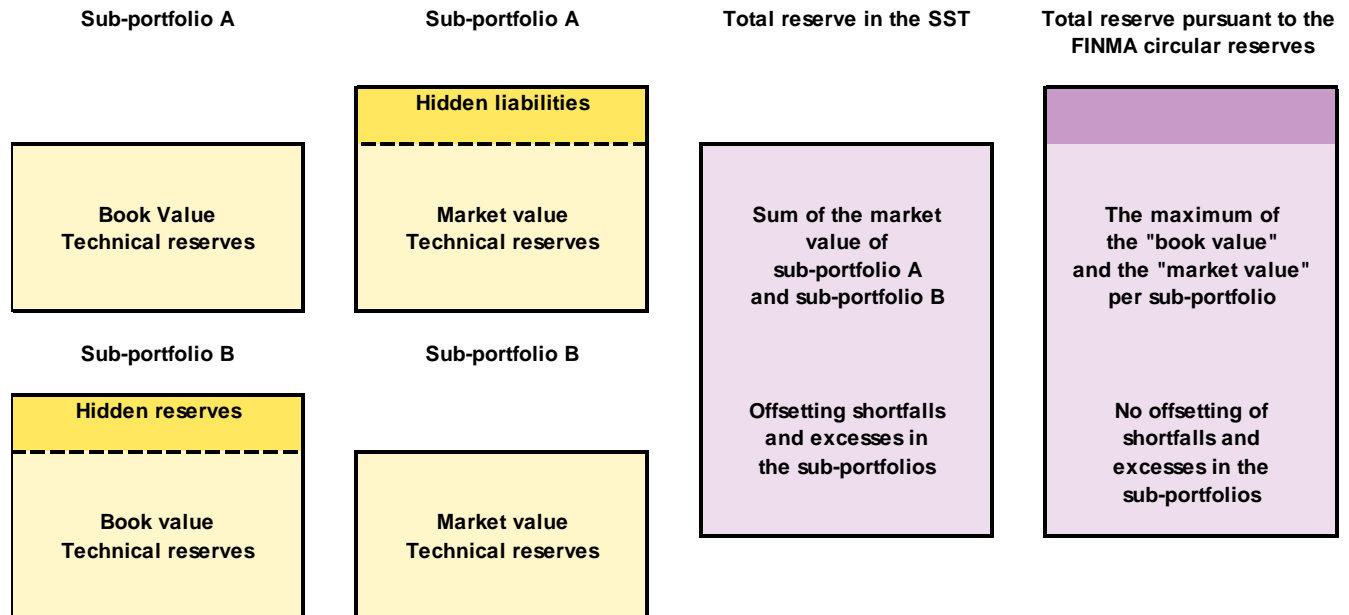 Sub-portfolio A
Sub-portfolio A
Total reserve in the SST
Total reserve pursuant to the
FINMA circular reserves
Hidden liabilities
Book Value
Technical reserves
Market value
Technical reserves
Sum of the market
value of
sub-portfolio A
and sub-portfolio B
The maximum of
the "book value"
and the "market value"
per sub-portfolio
Sub-portfolio B
Sub-portfolio B
Hidden reserves
Offsetting shortfalls
and excesses in
the sub-portfolios
No offsetting of
shortfalls and
excesses in the
sub-portfolios
Book value
Technical reserves
Market value
Technical reserves